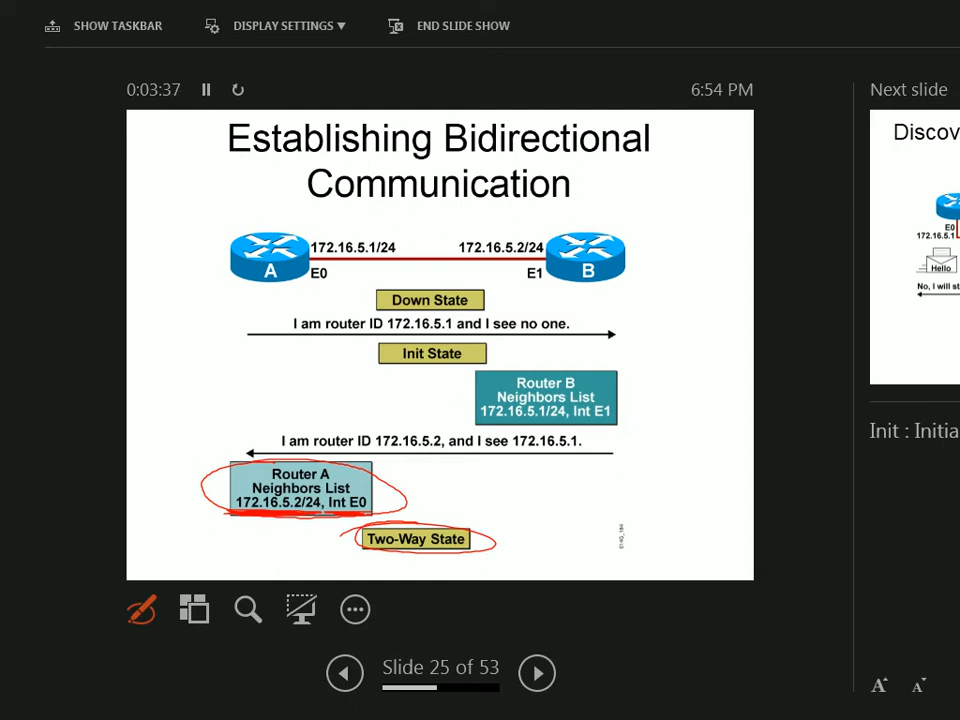 SHOW TASKBAR
DISPLAY SETTINGS
END SLIDE SHOW
0:03:37
6:54 PM
Next slide
Establishing Bidirectional
Communication
172.16.5.1/24
172.16.5.2/24
A
B
E0
E1
Down State
I am router ID 172.16.5.1 and I see no one.
Init State
Router B
Neighbors List
172.16.5.1/24, Int E1
I am router ID 172.16.5.2, and I see 172.16.5.1.
Router A
Neighbors List
172.16.5.2/24, Int E0
Two-Way State
Slide 25 of 53
Discov
E0
172.16.5.1
Hello
No, I will st
Init : Initia
A
A